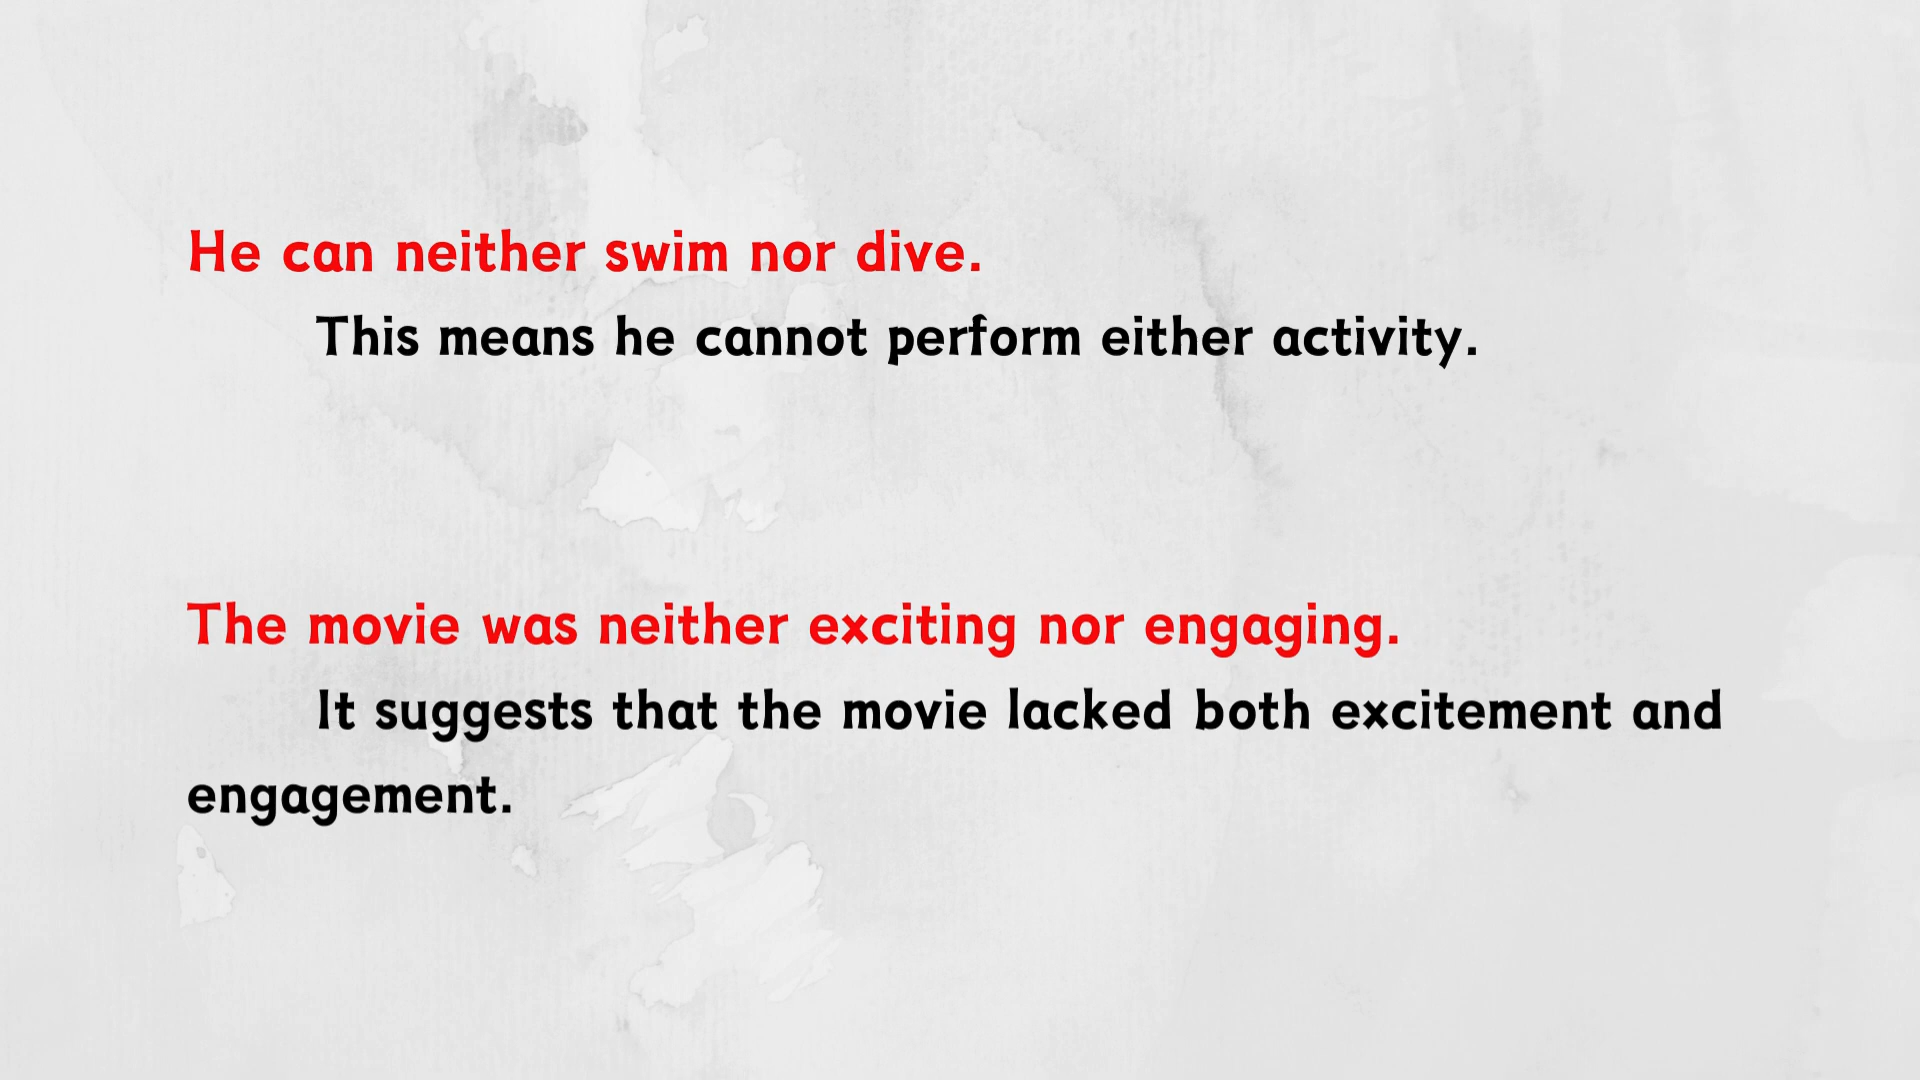 He can neither swim nor dive.
This means he cannot perform either activity.
The movie was neither exciting nor engaging.
It suggests that the movie lacked both excitement and
engagement.